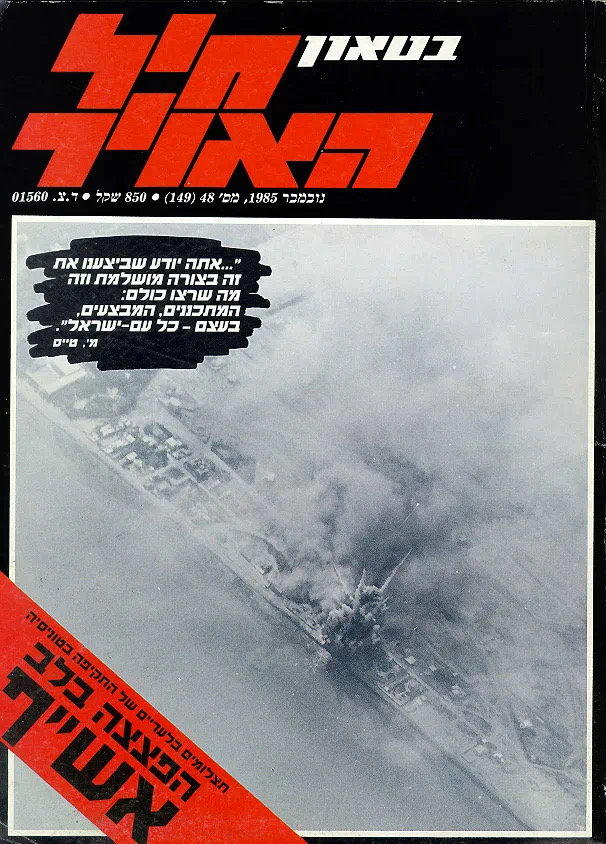 בטאון
חיל
האויר
נובמבר 1985, מס' 48 (149) • 850 שקל • ד.צ. 01560
"...אתה יודע שביצענו את
זה בצורה מושלמת וזה
מה שרצו כולם:
המתכננים, המבצעים,
בעצם - כל עם-ישראל".
מ', טייס
תצלומים בלעדיים של התקיפה בטוניסיה
הפצצה בלב
אש"ף